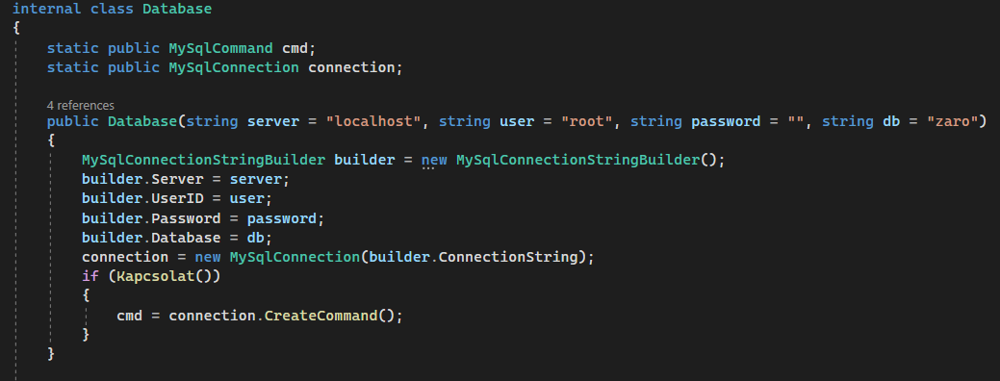 internal class Database
{
static public MySqlCommand cmd;
static public MySqlConnection connection;
4 references
public Database(string server = "localhost", string user = "root", string password = "", string db = "zaro")
{
MySqlConnectionStringBuilder builder = new MySqlConnectionStringBuilder();
builder.Server = server;
builder.UserID = user;
builder.Password = password;
builder.Database = db;
connection = new MySqlConnection(builder.ConnectionString);
if (Kapcsolat())
{
cmd = connection.CreateCommand();
}
}